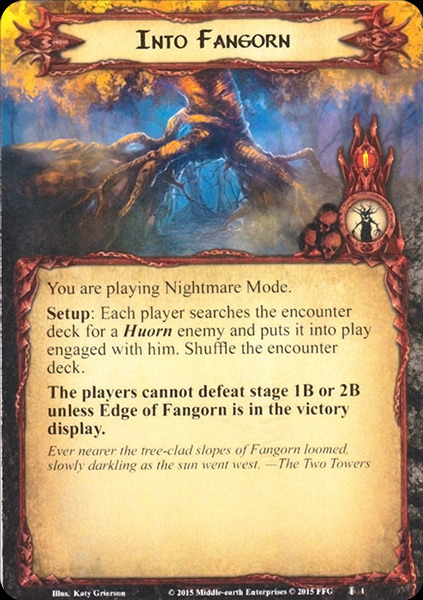 INTO FANGORN
You are playing Nightmare Mode.
Setup: Each player searches the encounter
deck for a Huorn enemy and puts it into play
engaged with him. Shuffle the encounter
deck.
The players cannot defeat stage 1B or 2B
unless Edge of Fangorn is in the victory
display.
Ever nearer the tree-clad slopes of Fangorn loomed,
slowly darkling as the sun went west. —The Two Towers
Illus. Katy Grierson © 2015 Middle-earth Enterprises © 2015 FFG 1